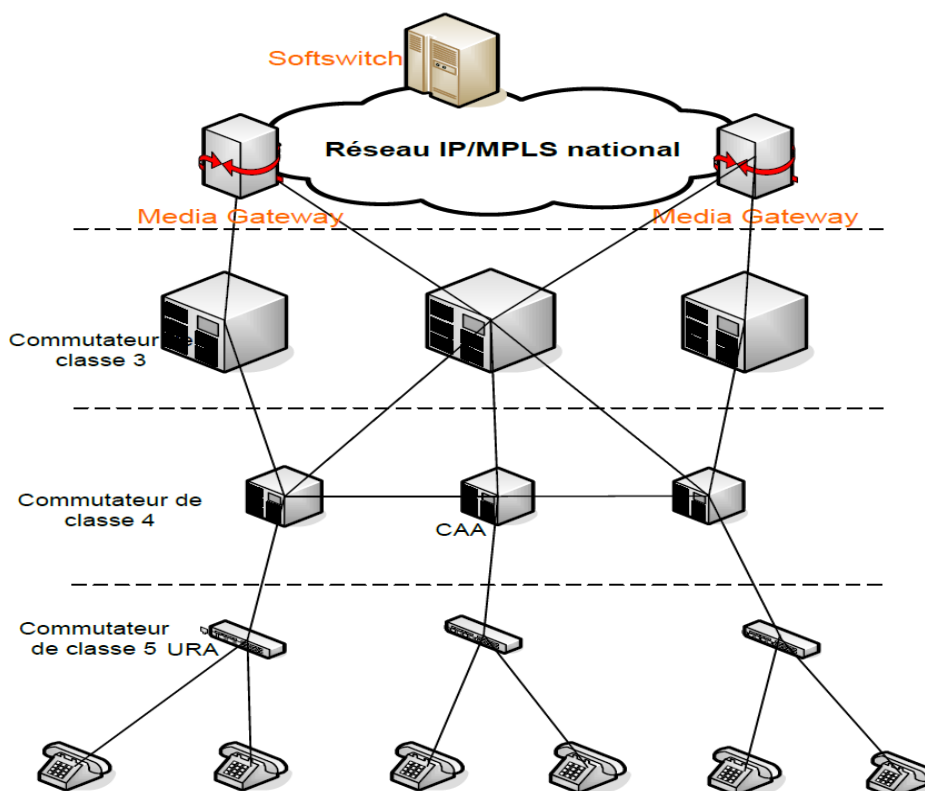 Softswitch
Réseau IP/MPLS national
Media Gateway
Media Gateway
Commutateur de
classe 3
Commutateur de
classe 4
CAA
Commutateur
de classe 5 URA